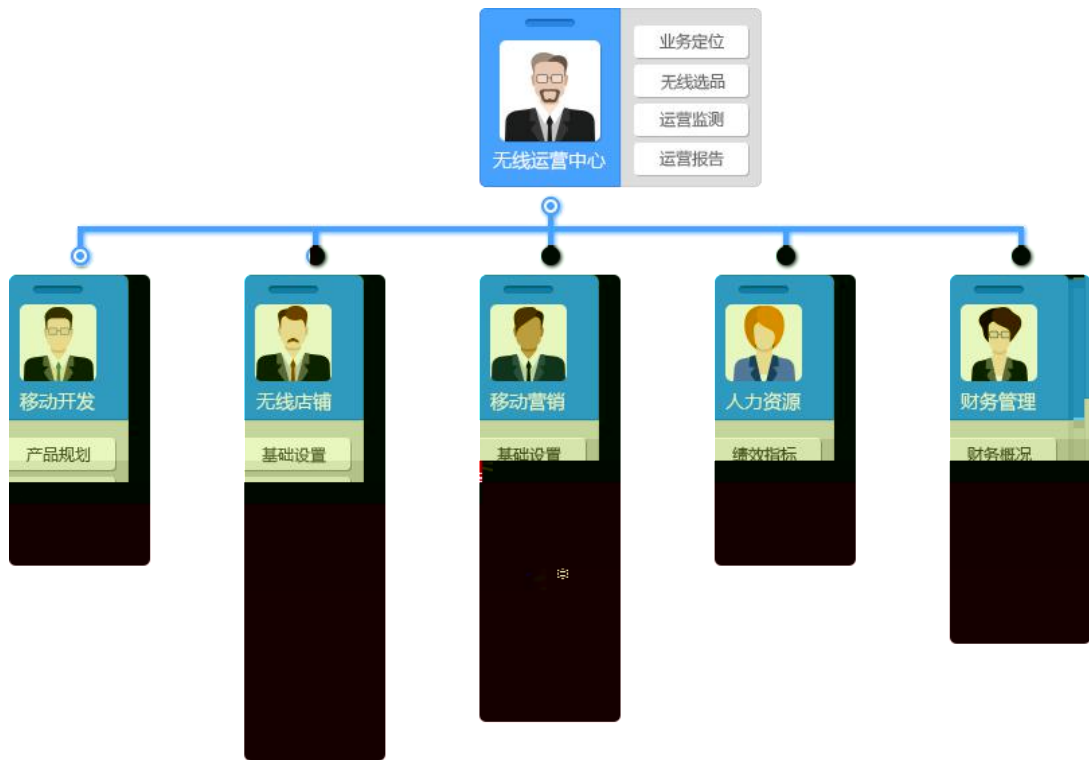 业务定位
无线选品
运营监测
运营报告
无线运营中心
移动开发
产品规划
无线店铺
基础设置
移动营销
基础设置
人力资源
绩效指标
财务管理
财务概况